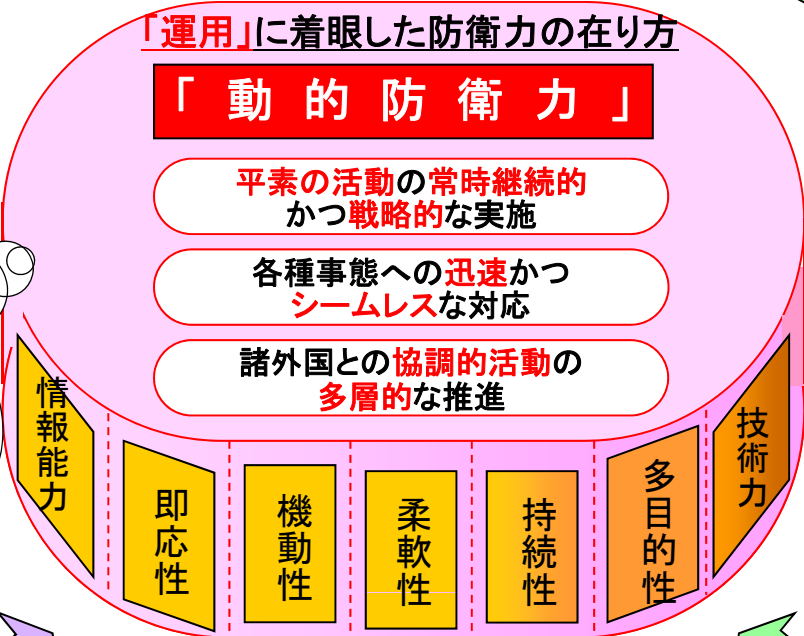 「運用」に着眼した防衛力の在り方
「動的防衛力」
平素の活動の常時継続的
かつ戦略的な実施
各種事態への迅速かつ
シームレスな対応
諸外国との協調的活動の
多層的な推進
情報能力
即応性
機動性
柔軟性
持続性
多目的性
技術力